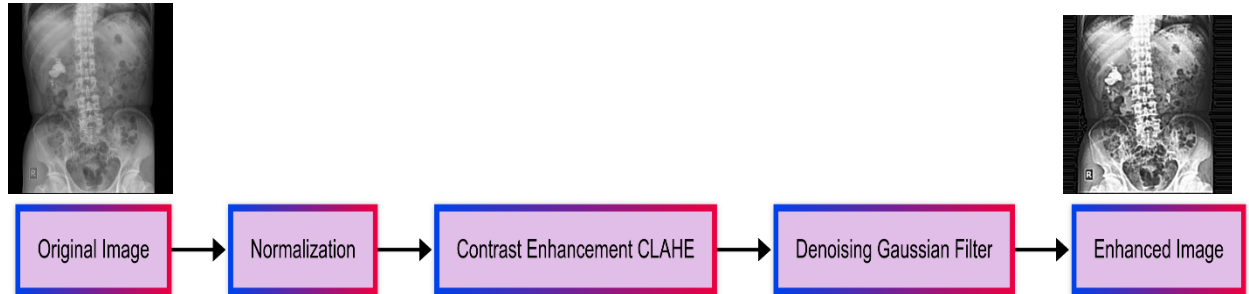 R
R
Original Image
Normalization
Contrast Enhancement CLAHE
Denoising Gaussian Filter
Enhanced Image